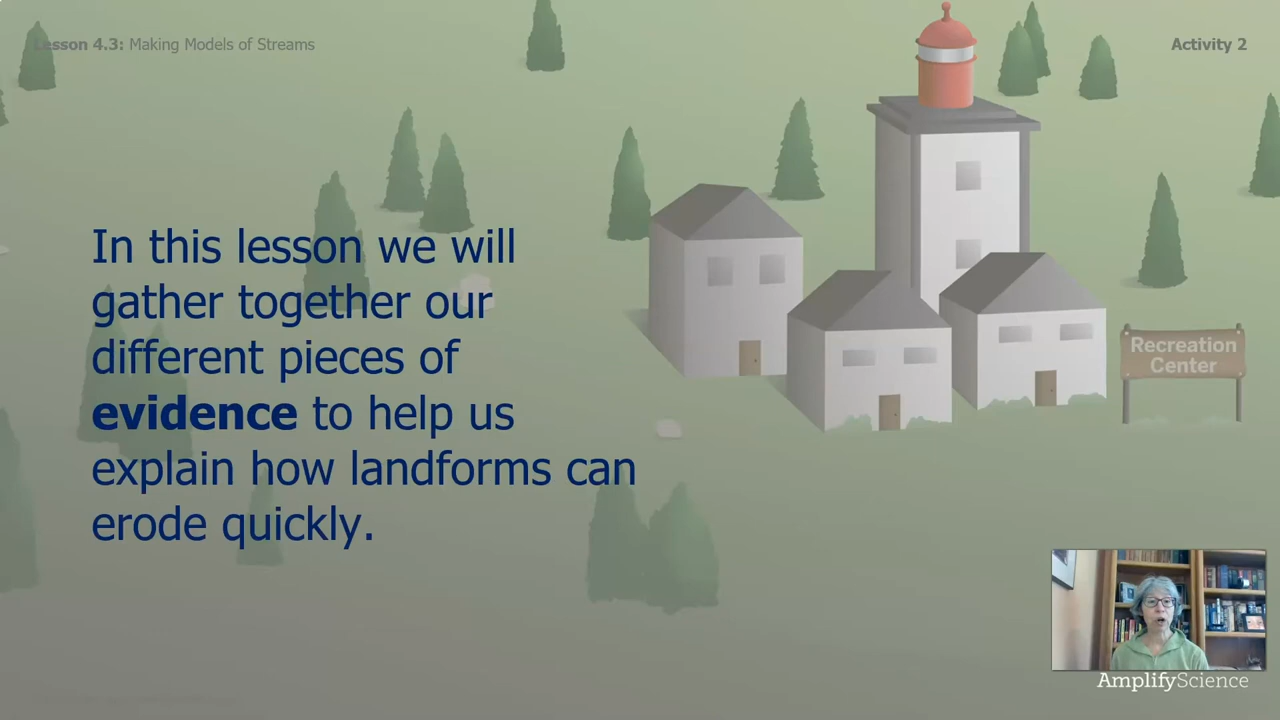 Lesson 4.3: Making Models of Streams
Activity 2
In this lesson we will
gather together our
different pieces of
evidence to help us
explain how landforms can
erode quickly.
Recreation
Center
AmplifyScience